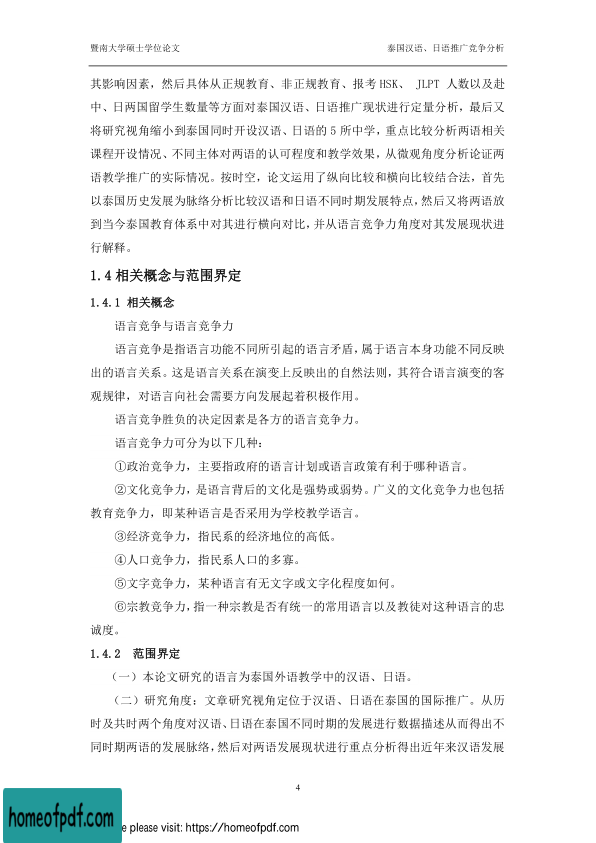 暨南大学硕士学位论文 泰国汉语、日语推广竞争分析
其影响因素，然后具体从正规教育、非正规教育、报考 HSK、 JLPT 人数以及赴
中、日两国留学生数量等方面对泰国汉语、日语推广现状进行定量分析，最后又
将研究视角缩小到泰国同时开设汉语、日语的 5 所中学，重点比较分析两语相关
课程开设情况、不同主体对两语的认可程度和教学效果，从微观角度分析论证两
语教学推广的实际情况。按时空，论文运用了纵向比较和横向比较结合法，首先
以泰国历史发展为脉络分析比较汉语和日语不同时期发展特点，然后又将两语放
到当今泰国教育体系中对其进行横向对比，并从语言竞争力角度对其发展现状进
行解释。
1.4 相关概念与范围界定
1.4.1 相关概念
语言竞争与语言竞争力
语言竞争是指语言功能不同所引起的语言矛盾，属于语言本身功能不同反映
出的语言关系。这是语言关系在演变上反映出的自然法则，其符合语言演变的客
观规律，对语言向社会需要方向发展起着积极作用。
语言竞争胜负的决定因素是各方的语言竞争力。
语言竞争力可分为以下几种：
①政治竞争力，主要指政府的语言计划或语言政策有利于哪种语言。
②文化竞争力，是语言背后的文化是强势或弱势。广义的文化竞争力也包括
教育竞争力，即某种语言是否采用为学校教学语言。
③经济竞争力，指民系的经济地位的高低。
④人口竞争力，指民系人口的多寡。
⑤文字竞争力，某种语言有无文字或文字化程度如何。
⑥宗教竞争力，指一种宗教是否有统一的常用语言以及教徒对这种语言的忠
诚度。
1.4.2 范围界定
（一）本论文研究的语言为泰国外语教学中的汉语、日语。
（二）研究角度：文章研究视角定位于汉语、日语在泰国的国际推广。从历
时及共时两个角度对汉语、日语在泰国不同时期的发展进行数据描述从而得出不
同时期两语的发展脉络，然后对两语发展现状进行重点分析得出近年来汉语发展
4
homeofpdf.com
please visit: https://homeofpdf.com